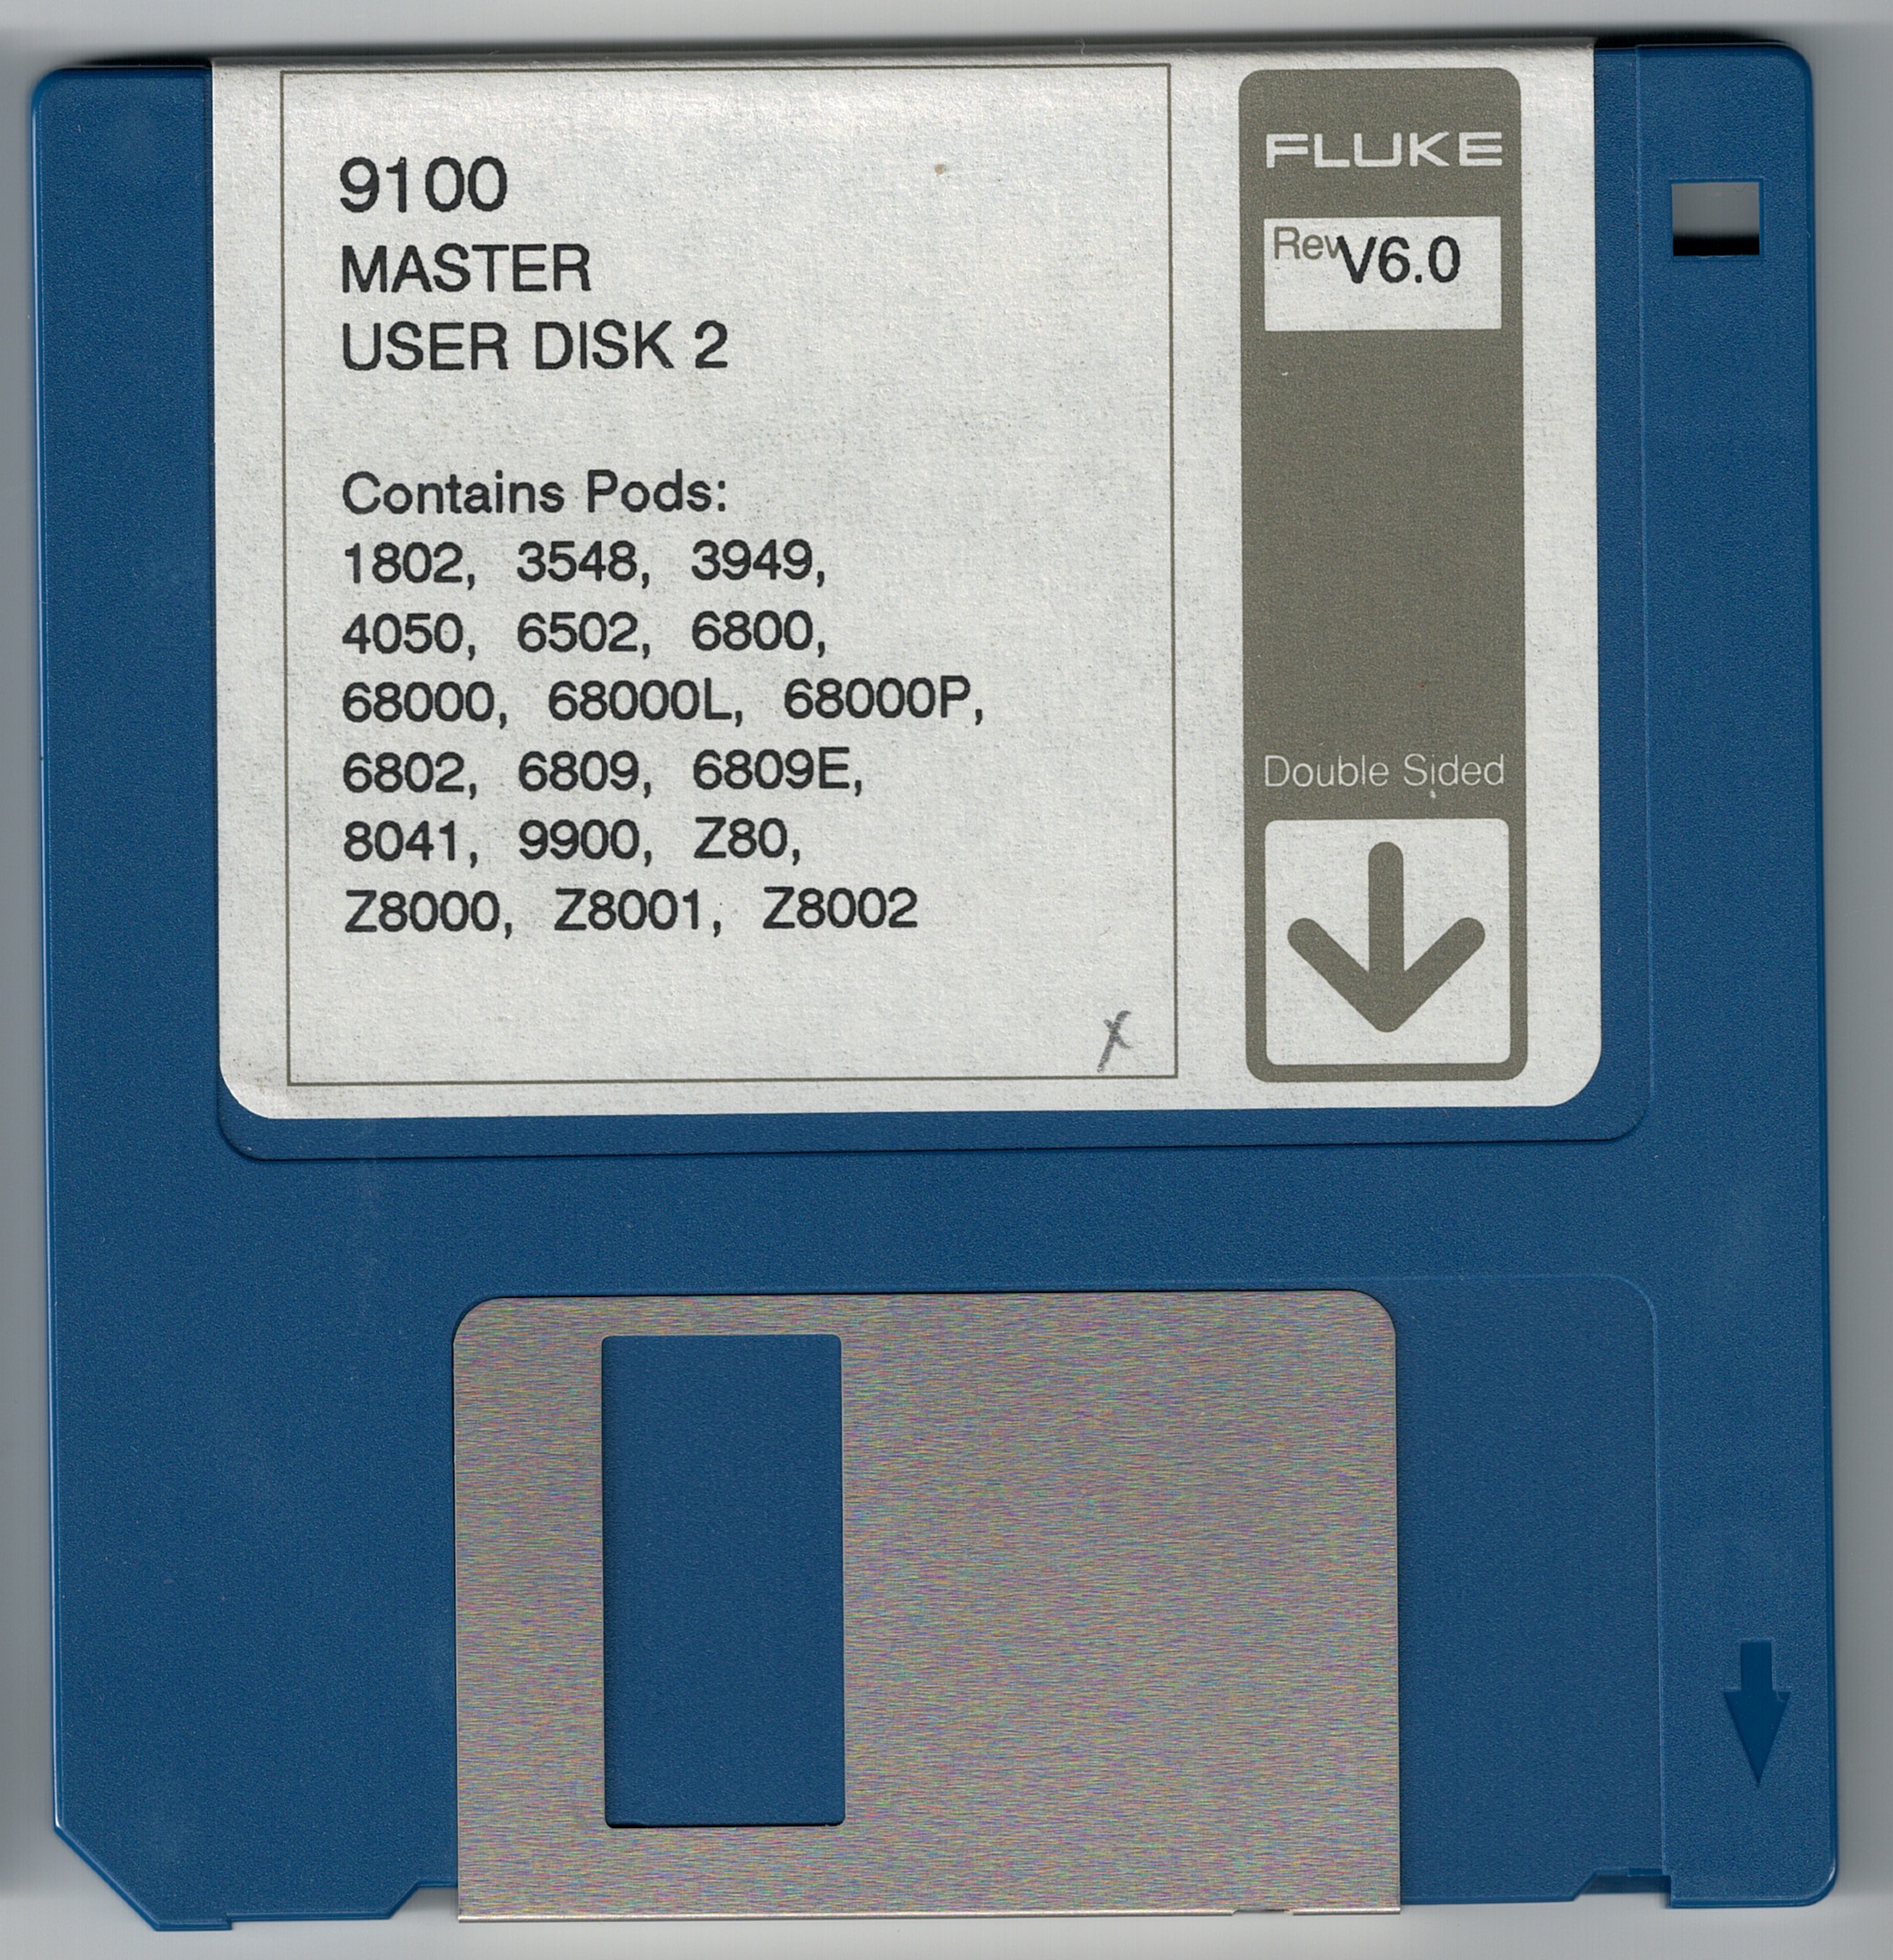 9100
MASTER
USER DISK 2
Contains Pods:
1802, 3548, 3949,
4050, 6502, 6800,
68000, 68000L, 68000P,
6802, 6809, 6809E,
8041, 9900, Z80,
Z8000, Z8001, Z8002
x
FLUKE
Rev V6.0
Double Sided